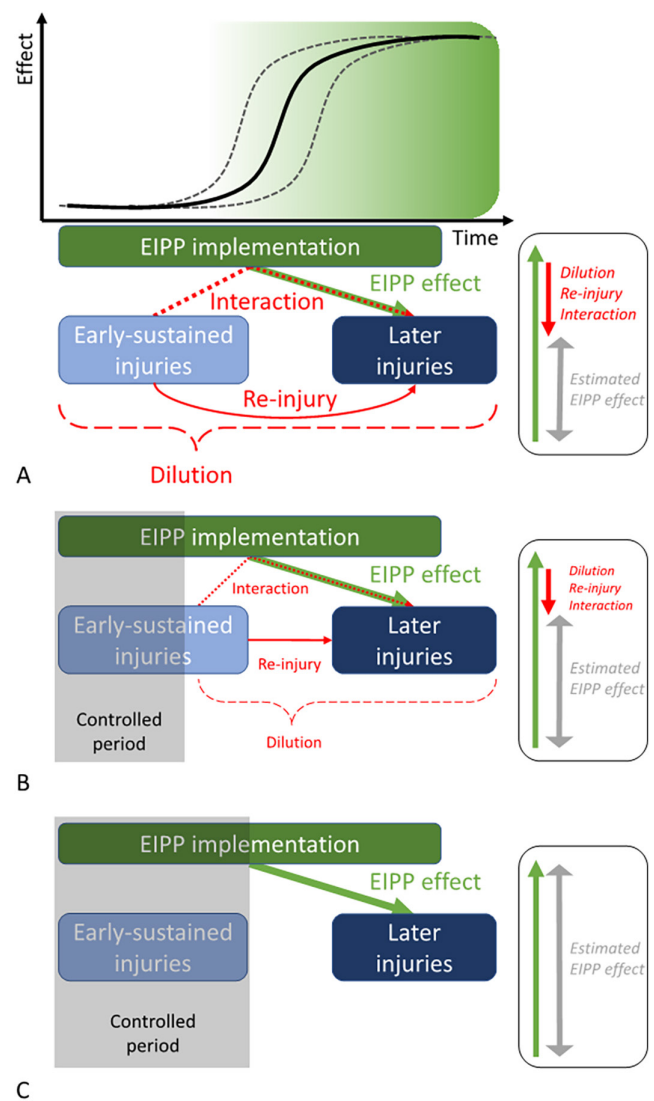 Effect
Time
EIPP implementation
Interaction
EIPP effect
Early-sustained
injuries
Later
injuries
Re-injury
Dilution
Dilution
Re-injury
Interaction
Estimated
EIPP effect
A
EIPP implementation
EIPP effect
Interaction
Early-sustained
injuries
Later
injuries
Re-injury
Controlled
period
Dilution
Dilution
Re-injury
Interaction
Estimated
EIPP effect
B
EIPP implementation
EIPP effect
Early-sustained
injuries
Later
injuries
Controlled
period
Estimated
EIPP effect
C